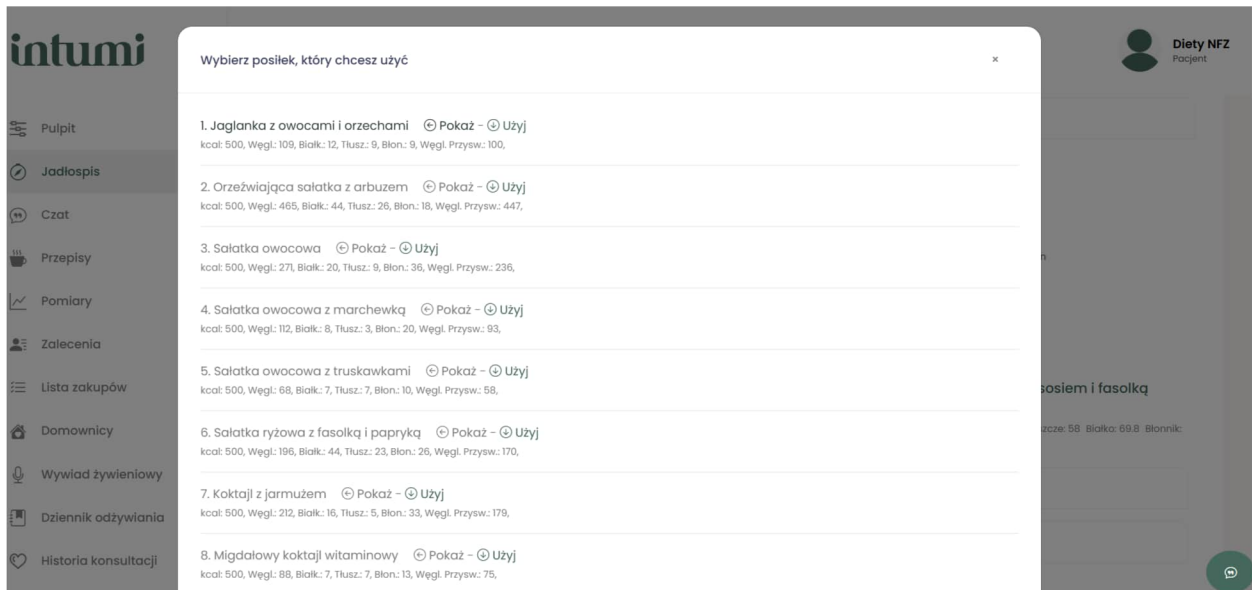 intumi
Diety NFZ
Pacjent
Pulpit
Jadłospis
Czat
Przepisy
Pomiary
Zalecenia
Lista zakupów
Domownicy
Wywiad żywieniowy
Dziennik odżywiania
Historia konsultacji
Wybierz posiłek, który chcesz użyć
×
1. Jaglanka z owocami i orzechami Pokaż - Użyj
kcal: 500, Węgl.: 109, Białk.: 12, Tłusz.: 9, Błon.: 9, Węgl. Przysw.: 100,
2. Orzeźwiająca sałatka z arbuzem Pokaż - Użyj
kcal: 500, Węgl.: 465, Białk.: 44, Tłusz.: 26, Błon.: 18, Węgl. Przysw.: 447,
3. Sałatka owocowa Pokaż - Użyj
kcal: 500, Węgl.: 271, Białk.: 20, Tłusz.: 9, Błon.: 36, Węgl. Przysw.: 236,
4. Sałatka owocowa z marchewką Pokaż - Użyj
kcal: 500, Węgl.: 112, Białk.: 8, Tłusz.: 3, Błon.: 20, Węgl. Przysw.: 93,
5. Sałatka owocowa z truskawkami Pokaż - Użyj
kcal: 500, Węgl.: 68, Białk.: 7, Tłusz.: 7, Błon.: 10, Węgl. Przysw.: 58,
6. Sałatka ryżowa z fasolką i papryką Pokaż - Użyj
kcal: 500, Węgl.: 196, Białk.: 44, Tłusz.: 23, Błon.: 26, Węgl. Przysw.: 170,
7. Koktajl z jarmużem Pokaż - Użyj
kcal: 500, Węgl.: 212, Białk.: 16, Tłusz.: 5, Błon.: 33, Węgl. Przysw.: 179,
8. Migdałowy koktajl witaminowy Pokaż - Użyj
kcal: 500, Węgl.: 88, Białk.: 7, Tłusz.: 7, Błon.: 13, Węgl. Przysw.: 75,
sosiem i fasolką
szcze: 58 Białko: 69.8 Błonnik: